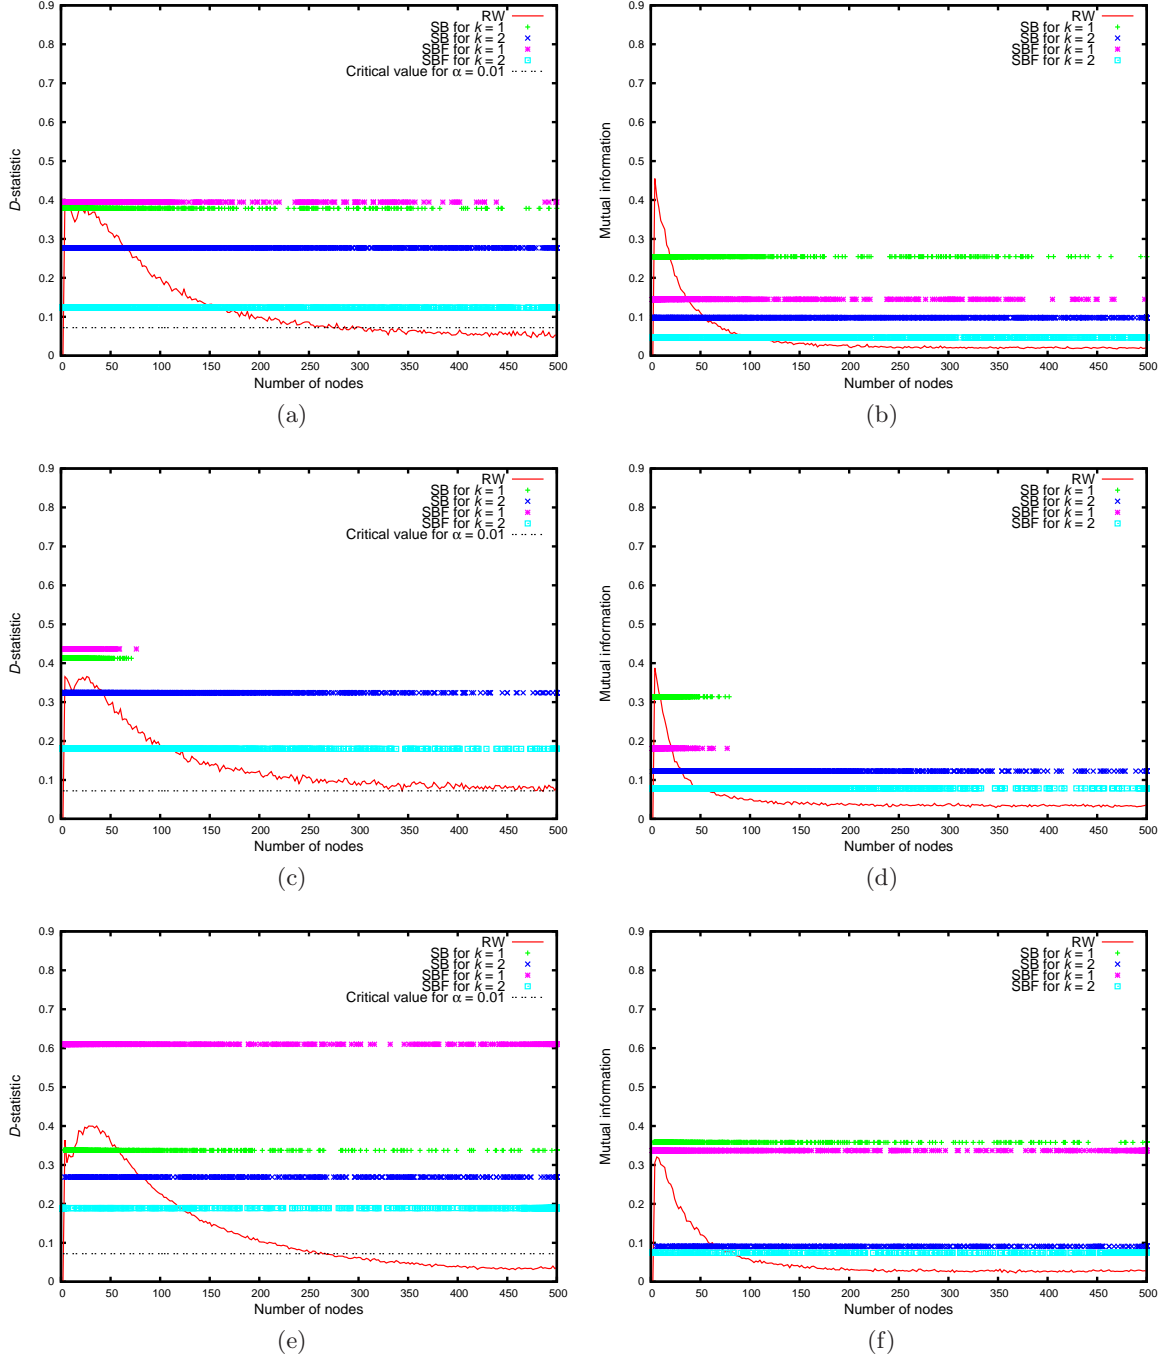 0.9
0.8
0.7
0.6
0.5
0.4
0.3
0.2
0.1
0
D-statistic
RW
SB for k = 1
SB for k = 2
SBF for k = 1
SBF for k = 2
Critical value for α = 0.01
0 50 100 150 200 250 300 350 400 450 500
Number of nodes
(a)
0.9
0.8
0.7
0.6
0.5
0.4
0.3
0.2
0.1
0
Mutual information
RW
SB for k = 1
SB for k = 2
SBF for k = 1
SBF for k = 2
0 50 100 150 200 250 300 350 400 450 500
Number of nodes
(b)
0.9
0.8
0.7
0.6
0.5
0.4
0.3
0.2
0.1
0
D-statistic
RW
SB for k = 1
SB for k = 2
SBF for k = 1
SBF for k = 2
Critical value for α = 0.01
0 50 100 150 200 250 300 350 400 450 500
Number of nodes
(c)
0.9
0.8
0.7
0.6
0.5
0.4
0.3
0.2
0.1
0
Mutual information
RW
SB for k = 1
SB for k = 2
SBF for k = 1
SBF for k = 2
0 50 100 150 200 250 300 350 400 450 500
Number of nodes
(d)
0.9
0.8
0.7
0.6
0.5
0.4
0.3
0.2
0.1
0
D-statistic
RW
SB for k = 1
SB for k = 2
SBF for k = 1
SBF for k = 2
Critical value for α = 0.01
0 50 100 150 200 250 300 350 400 450 500
Number of nodes
(e)
0.9
0.8
0.7
0.6
0.5
0.4
0.3
0.2
0.1
0
Mutual information
RW
SB for k = 1
SB for k = 2
SBF for k = 1
SBF for k = 2
0 50 100 150 200 250 300 350 400 450 500
Number of nodes
(f)